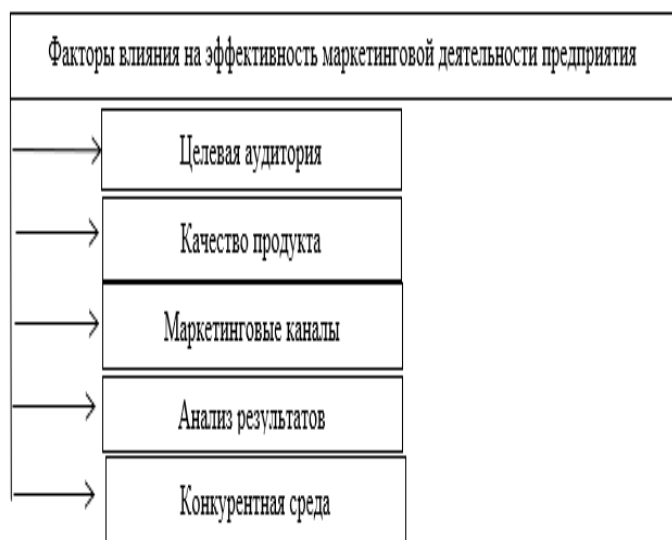 Факторы влияния на эффективность маркетинговой деятельности предприятия
Целевая аудитория
Качество продукта
Маркетинговые каналы
Анализ результатов
Конкурентная среда